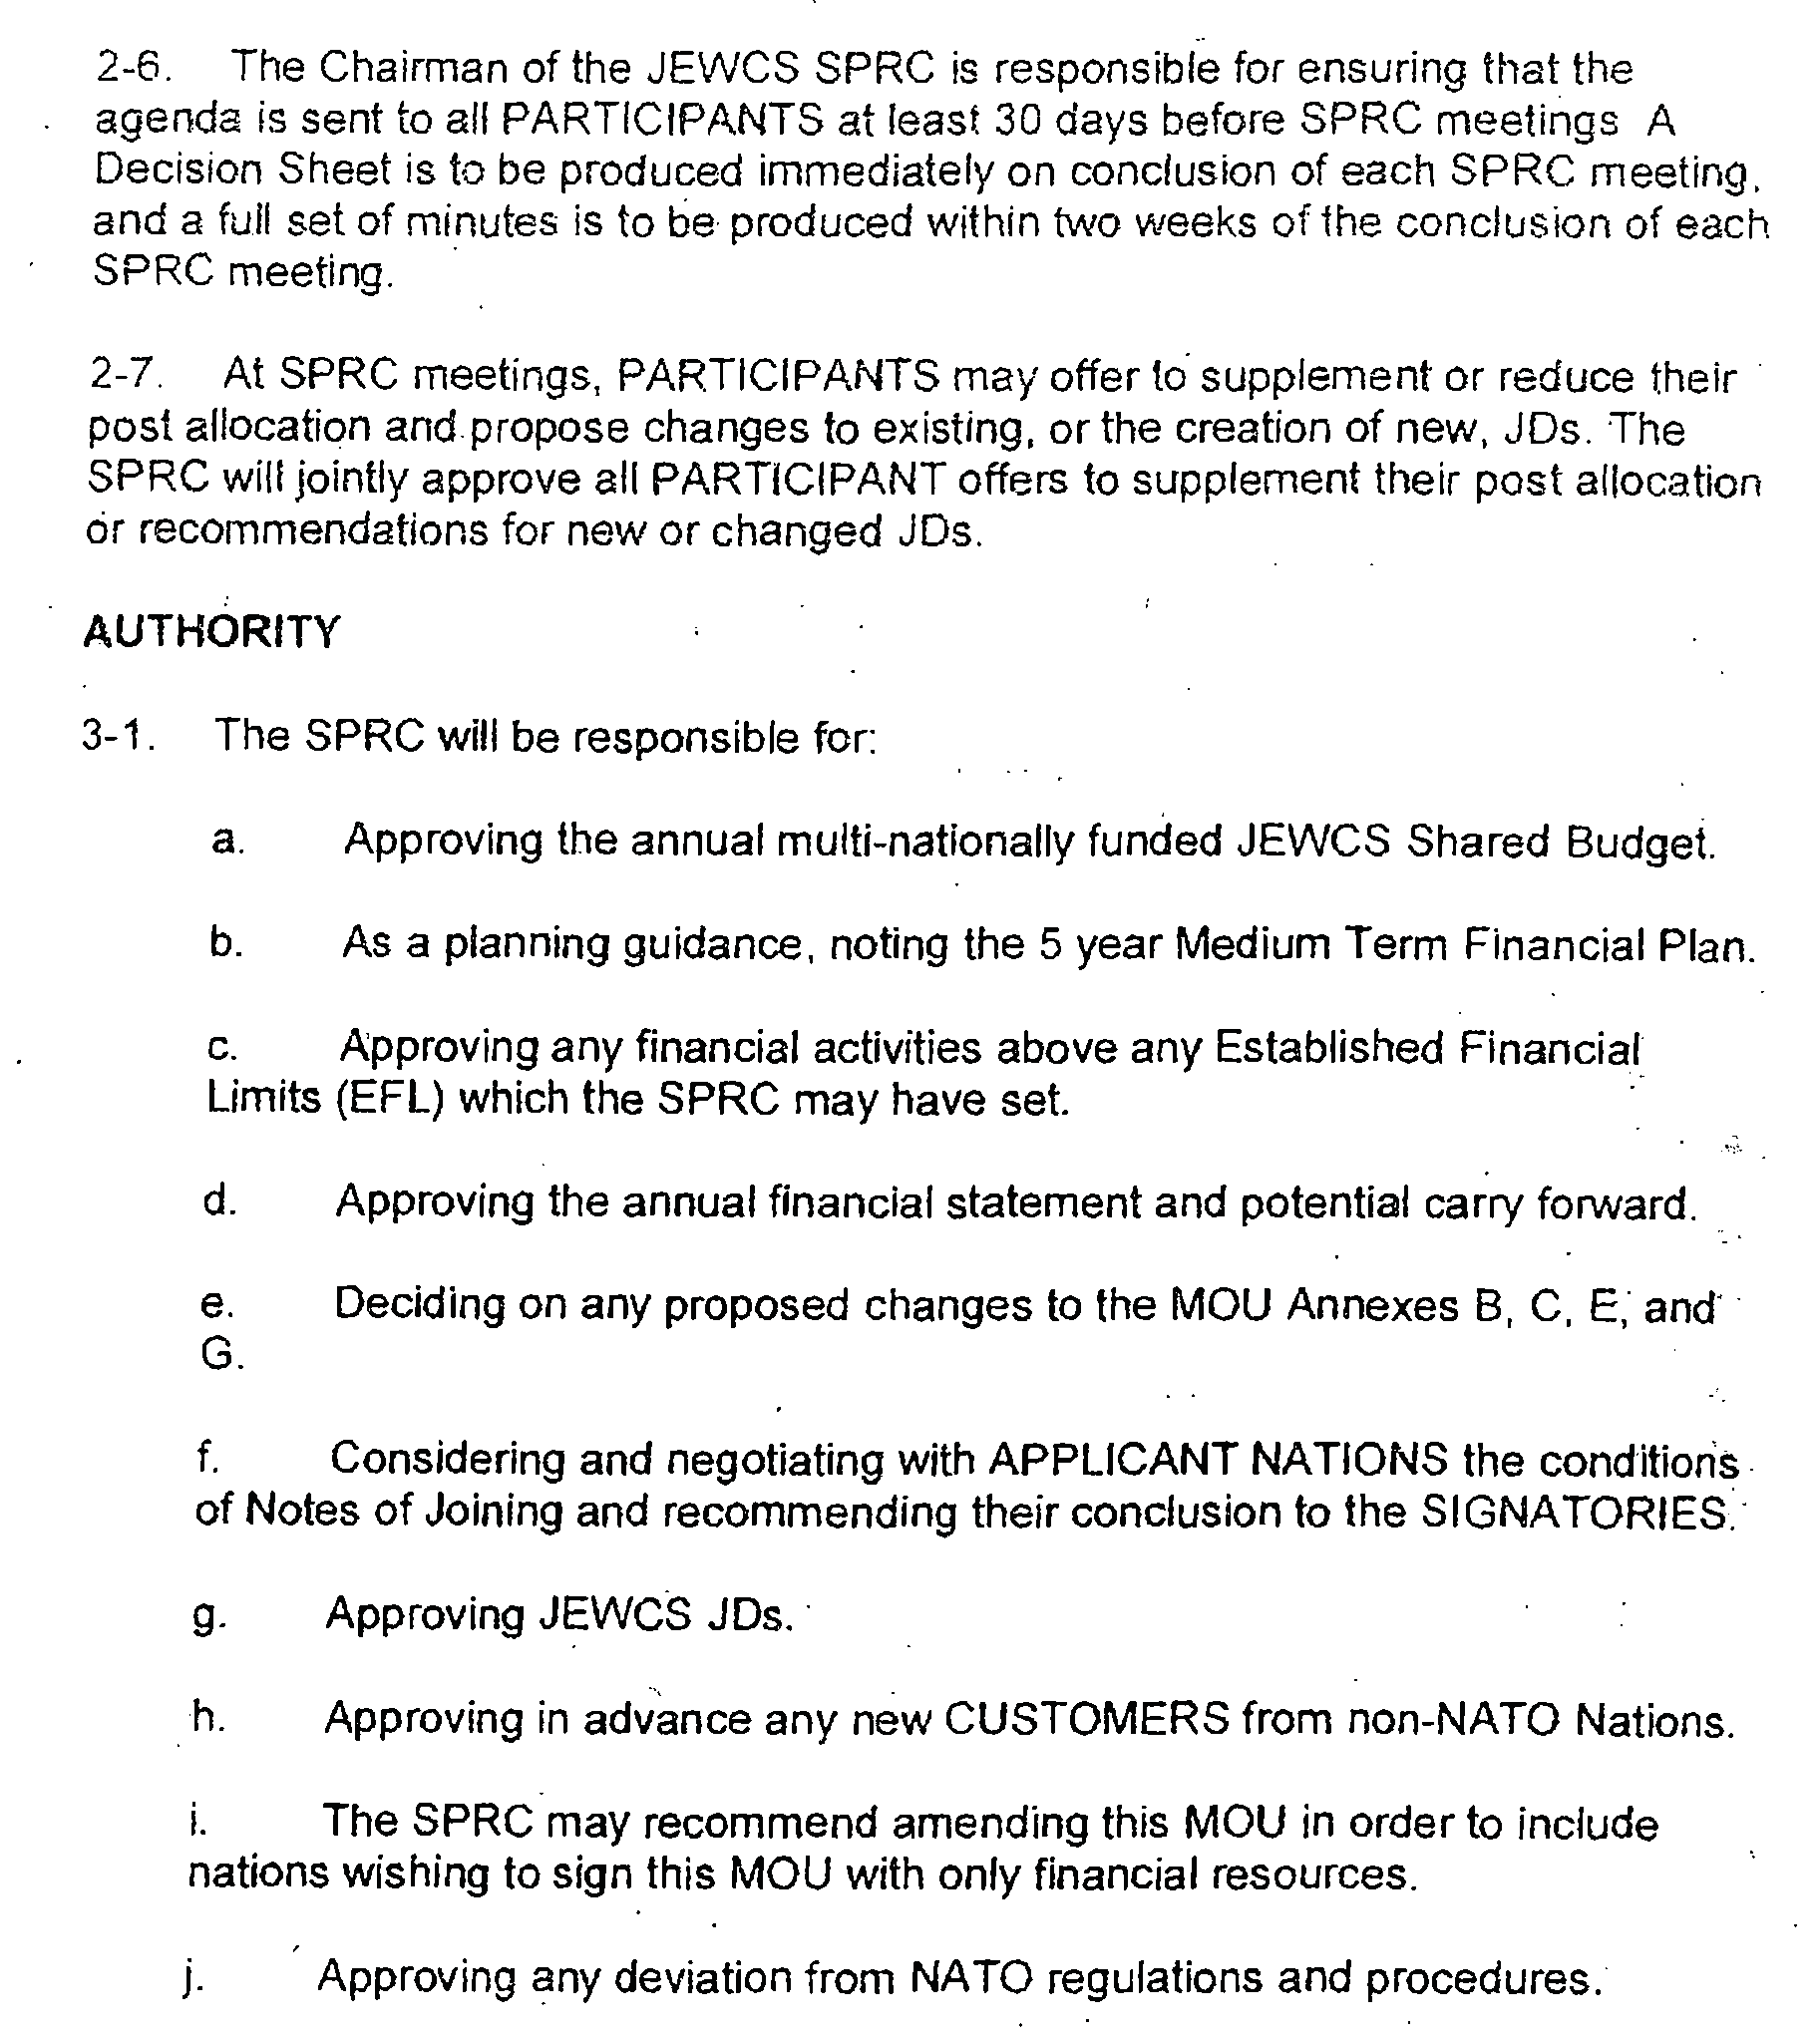 2-6. The Chairman of the JEWCS SPRC is responsible for ensuring that the
agenda is sent to all PARTICIPANTS at least 30 days before SPRC meetings A
Decision Sheet is to be produced immediately on conclusion of each SPRC meeting,
and a full set of minutes is to be produced within two weeks of the conclusion of each
SPRC meeting.
2-7. At SPRC meetings, PARTICIPANTS may offer to supplement or reduce their
post allocation and propose changes to existing, or the creation of new, JDs. The
SPRC will jointly approve all PARTICIPANT offers to supplement their post allocation
or recommendations for new or changed JDs.
AUTHORITY
3-1. The SPRC will be responsible for:
a. Approving the annual multi-nationally funded JEWCS Shared Budget.
b. As a planning guidance, noting the 5 year Medium Term Financial Plan.
c. Approving any financial activities above any Established Financial
Limits (EFL) which the SPRC may have set.
d. Approving the annual financial statement and potential carry forward.
e. Deciding on any proposed changes to the MOU Annexes B, C, E, and
G.
f. Considering and negotiating with APPLICANT NATIONS the conditions
of Notes of Joining and recommending their conclusion to the SIGNATORIES.
g. Approving JEWCS JDs.
h. Approving in advance any new CUSTOMERS from non-NATO Nations.
i. The SPRC may recommend amending this MOU in order to include
nations wishing to sign this MOU with only financial resources.
j. Approving any deviation from NATO regulations and procedures.